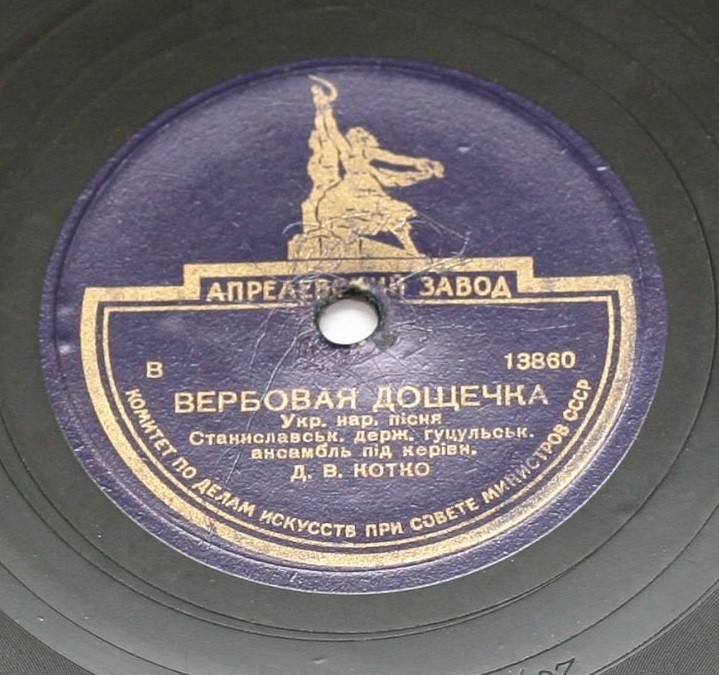 АПРЕЛЕВСКИЙ ЗАВОД
В 13860
ВЕРБОВАЯ ДОЩЕЧКА
Укр. нар. пісня
Станиславськ. держ. гуцульськ.
ансамбль під керівн.
Д. В. КОТКО
КОМИТЕТ ПО ДЕЛАМ ИСКУССТВ ПРИ СОВЕТЕ МИНИСТРОВ СССР